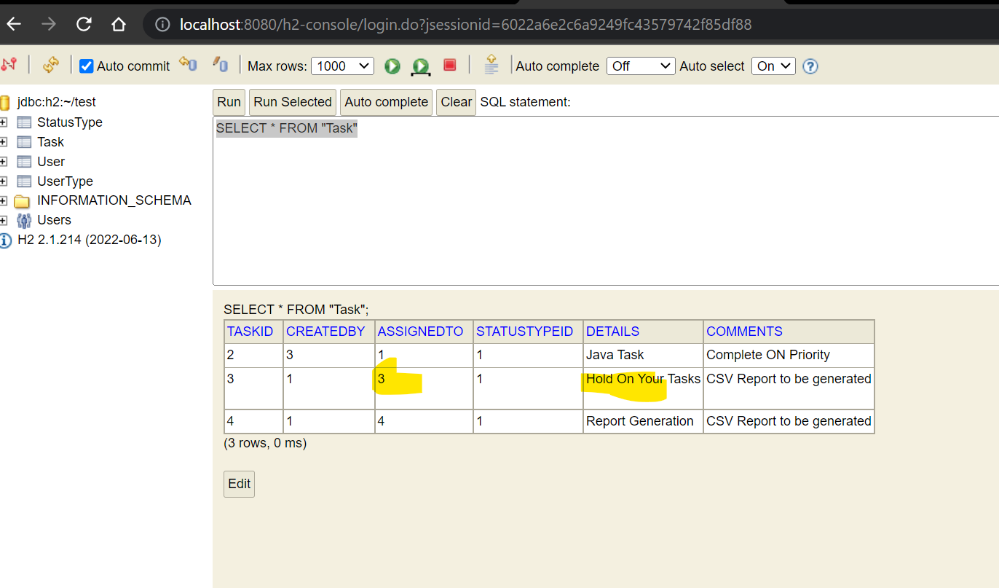 localhost:8080/h2-console/login.do?jsessionid=6022a6e2c6a9249fc43579742f85df88
Auto commit Max rows: 1000 Auto complete Off Auto select On ?
jdbc:h2:~/test
StatusType
Task
User
UserType
INFORMATION_SCHEMA
Users
H2 2.1.214 (2022-06-13)
Run Run Selected Auto complete Clear SQL statement:
SELECT * FROM "Task"
SELECT * FROM "Task";
TASKID CREATEDBY ASSIGNEDTO STATUSTYPEID DETAILS COMMENTS
2 3 1 1 Java Task Complete ON Priority
3 1 3 1 Hold On Your Tasks CSV Report to be generated
4 1 4 1 Report Generation CSV Report to be generated
(3 rows, 0 ms)
Edit